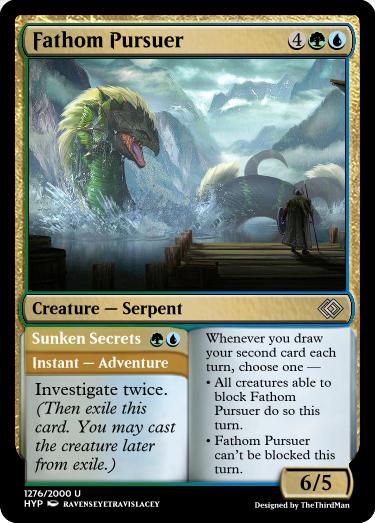 Fathom Pursuer 4
Creature — Serpent
Sunken Secrets
Instant — Adventure
Investigate twice.
(Then exile this
card. You may cast
the creature later
from exile.)
Whenever you draw
your second card each
turn, choose one —
• All creatures able to
block Fathom
Pursuer do so this
turn.
• Fathom Pursuer
can't be blocked this
turn.
6/5
1276/2000 U
HYP RAVENSEYETRAVISLACEY
Designed by TheThirdMan